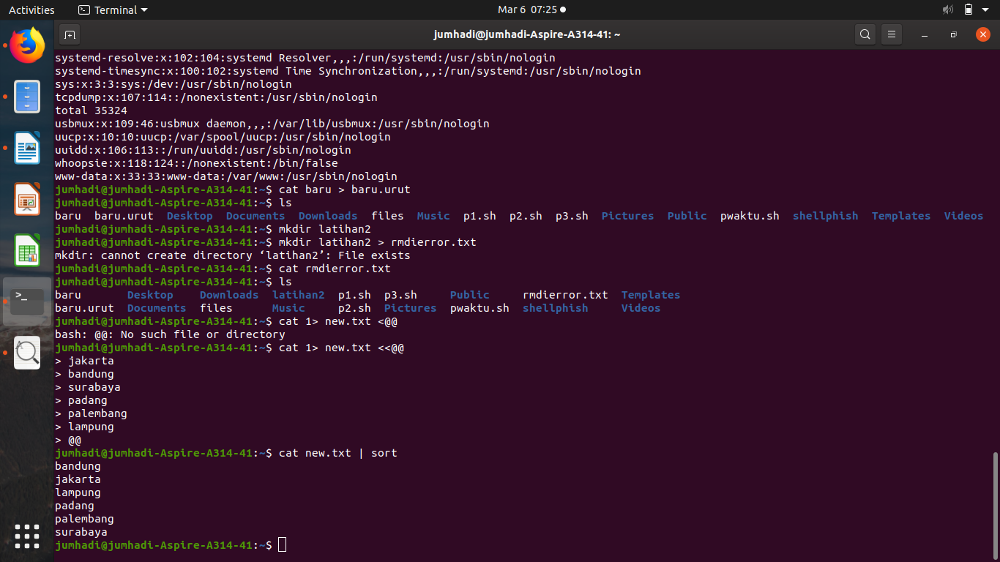 Activities Terminal Mar 6 07:25
jumhadi@jumhadi-Aspire-A314-41: ~
systemd-resolve:x:102:104:systemd Resolver,,,:/run/systemd:/usr/sbin/nologin
systemd-timesync:x:100:102:systemd Time Synchronization,,,:/run/systemd:/usr/sbin/nologin
sys:x:3:3:sys:/dev:/usr/sbin/nologin
tcpdump:x:107:114::/nonexistent:/usr/sbin/nologin
total 35324
usbmux:x:109:46:usbmux daemon,,,:/var/lib/usbmux:/usr/sbin/nologin
uucp:x:10:10:uucp:/var/spool/uucp:/usr/sbin/nologin
uuidd:x:106:113::/run/uuidd:/usr/sbin/nologin
whoopsie:x:118:124::/nonexistent:/bin/false
www-data:x:33:33:www-data:/var/www:/usr/sbin/nologin
jumhadi@jumhadi-Aspire-A314-41:~$ cat baru > baru.urut
jumhadi@jumhadi-Aspire-A314-41:~$ ls
baru  baru.urut  Desktop  Documents  Downloads  files  Music  p1.sh  p2.sh  p3.sh  Pictures  Public  pwaktu.sh  shellphish  Templates  Videos
jumhadi@jumhadi-Aspire-A314-41:~$ mkdir latihan2
jumhadi@jumhadi-Aspire-A314-41:~$ mkdir latihan2 > rmdierror.txt
mkdir: cannot create directory ‘latihan2’: File exists
jumhadi@jumhadi-Aspire-A314-41:~$ cat rmdierror.txt
jumhadi@jumhadi-Aspire-A314-41:~$ ls
baru       Desktop    Downloads  latihan2  p1.sh  p3.sh     Public      rmdierror.txt  Templates
baru.urut  Documents  files      Music     p2.sh  Pictures  pwaktu.sh  shellphish     Videos
jumhadi@jumhadi-Aspire-A314-41:~$ cat 1> new.txt <@@
bash: @@: No such file or directory
jumhadi@jumhadi-Aspire-A314-41:~$ cat 1> new.txt <<@@
> jakarta
> bandung
> surabaya
> padang
> palembang
> lampung
> @@
jumhadi@jumhadi-Aspire-A314-41:~$ cat new.txt | sort
bandung
jakarta
lampung
padang
palembang
surabaya
jumhadi@jumhadi-Aspire-A314-41:~$